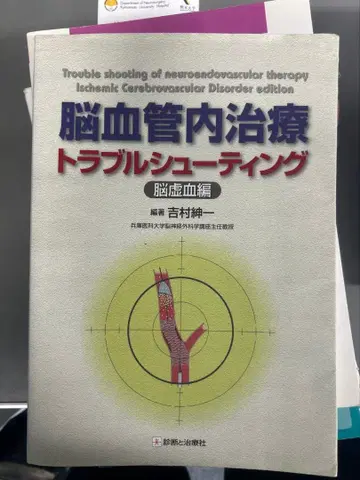 Department of Neurosurgery
Trouble shooting of neuroendovascular therapy
Ischemic Cerebrovascular Disorder edition
脳血管内治療
トラブルシューティング
脳虚血編
編著 吉村紳一
兵庫医科大学脳神経外科学講座主任教授
診断と治療社